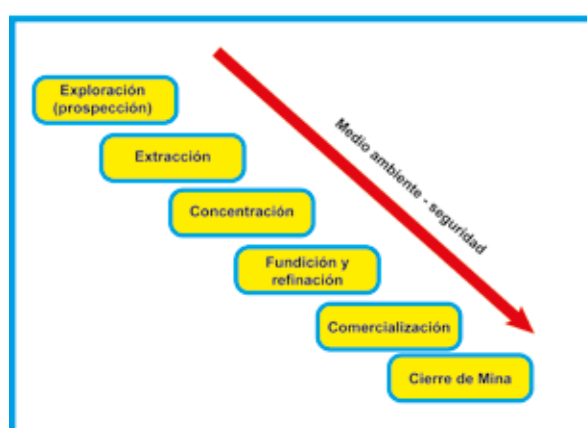 Exploración
(prospección)
Extracción
Concentración
Fundición y
refinación
Comercialización
Cierre de Mina
Medio ambiente - seguridad